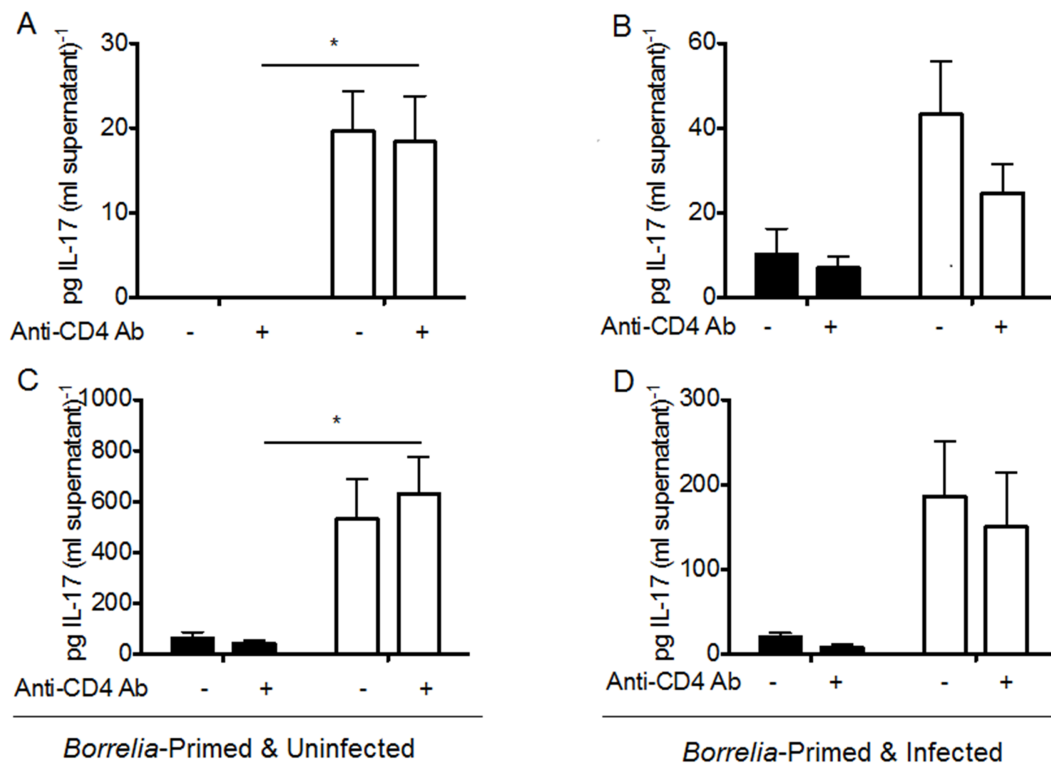 A
pg IL-17 (ml supernatant)-1
30
20
10
0
*
Anti-CD4 Ab - + - +
B
pg IL-17 (ml supernatant)-1
60
40
20
0
Anti-CD4 Ab - + - +
C
pg IL-17 (ml supernatant)-1
1000
800
600
400
200
0
*
Anti-CD4 Ab - + - +
D
pg IL-17 (ml supernatant)-1
300
200
100
0
Anti-CD4 Ab - + - +
Borrelia-Primed & Uninfected
Borrelia-Primed & Infected